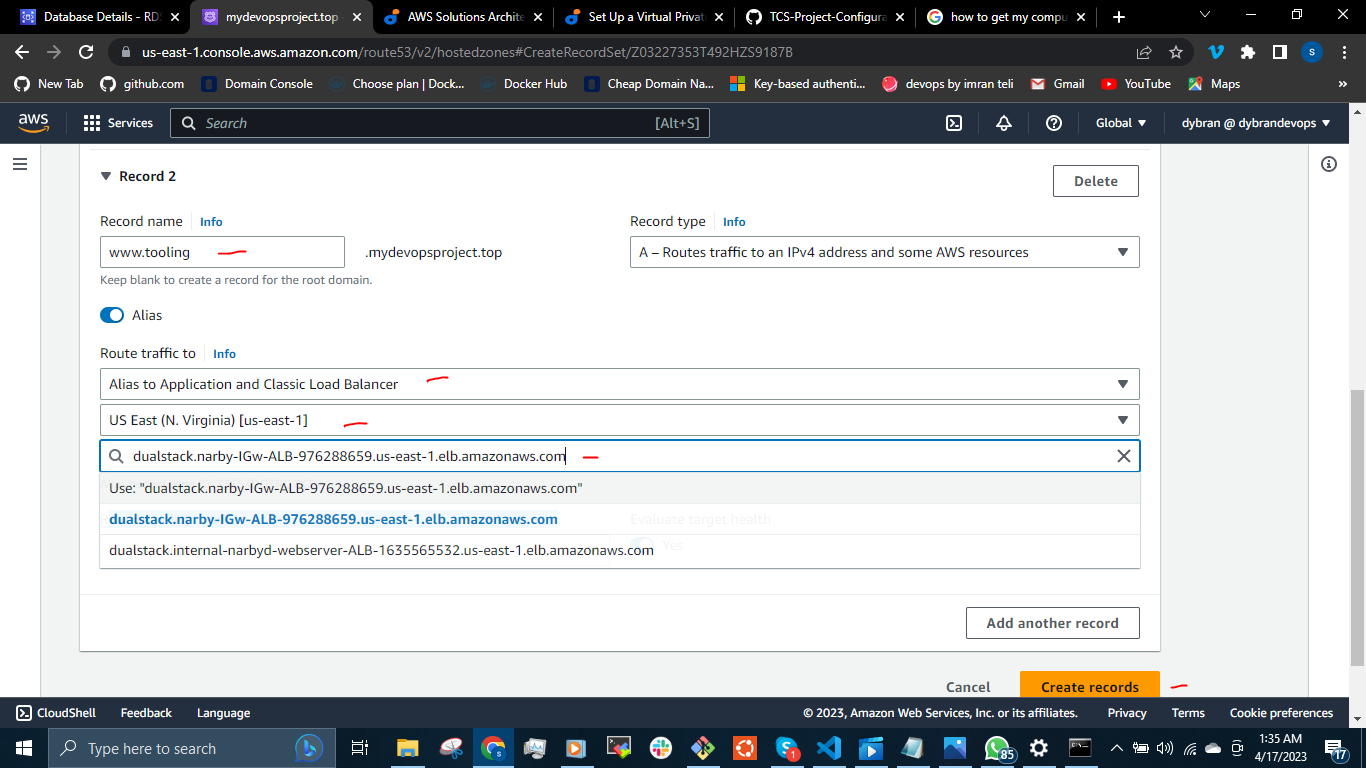 Database Details - RDS
mydevopsproject.top
AWS Solutions Archite
Set Up a Virtual Privat
TCS-Project-Configura
how to get my compu
us-east-1.console.aws.amazon.com/route53/v2/hostedzones#CreateRecordSet/Z03227353T492HZS9187B
S
New Tab
github.com
Domain Console
Choose plan | Dock...
Docker Hub
Cheap Domain Na...
Key-based authenti...
devops by imran teli
Gmail
YouTube
Maps
»
aws
Services
Search
[Alt+S]
Global
dybran @ dybrandevops
Record 2
Delete
Record name
Info
Record type
Info
www.tooling
.mydevopsproject.top
A – Routes traffic to an IPv4 address and some AWS resources
Keep blank to create a record for the root domain.
Alias
Route traffic to
Info
Alias to Application and Classic Load Balancer
US East (N. Virginia) [us-east-1]
dualstack.narby-IGw-ALB-976288659.us-east-1.elb.amazonaws.com
Use: "dualstack.narby-IGw-ALB-976288659.us-east-1.elb.amazonaws.com"
dualstack.narby-IGw-ALB-976288659.us-east-1.elb.amazonaws.com
Evaluate target health
Yes
dualstack.internal-narbyd-webserver-ALB-1635565532.us-east-1.elb.amazonaws.com
Add another record
Cancel
Create records
CloudShell
Feedback
Language
© 2023, Amazon Web Services, Inc. or its affiliates.
Privacy
Terms
Cookie preferences
Type here to search
1
85
1:35 AM
4/17/2023
17